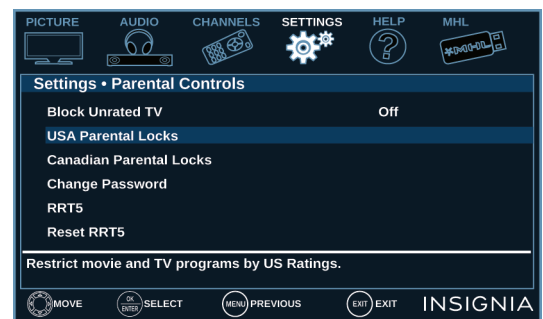 PICTURE AUDIO CHANNELS SETTINGS HELP MHL
MHL
Settings • Parental Controls
Block Unrated TV Off
USA Parental Locks
Canadian Parental Locks
Change Password
RRT5
Reset RRT5
Restrict movie and TV programs by US Ratings.
MOVE OK ENTER SELECT MENU PREVIOUS EXIT EXIT INSIGNIA